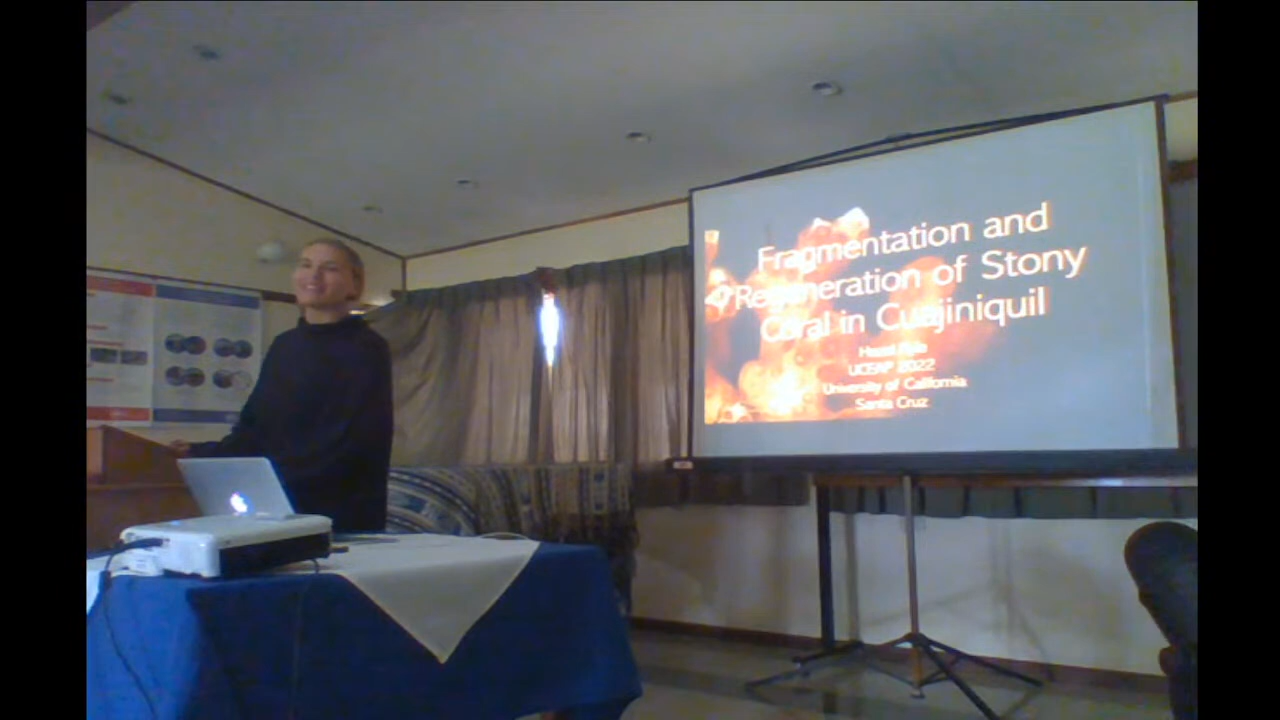 Fragmentation and
Regeneration of Stony
Coral in Cuajiniquil
UCEAP 2022
University of California
Santa Cruz